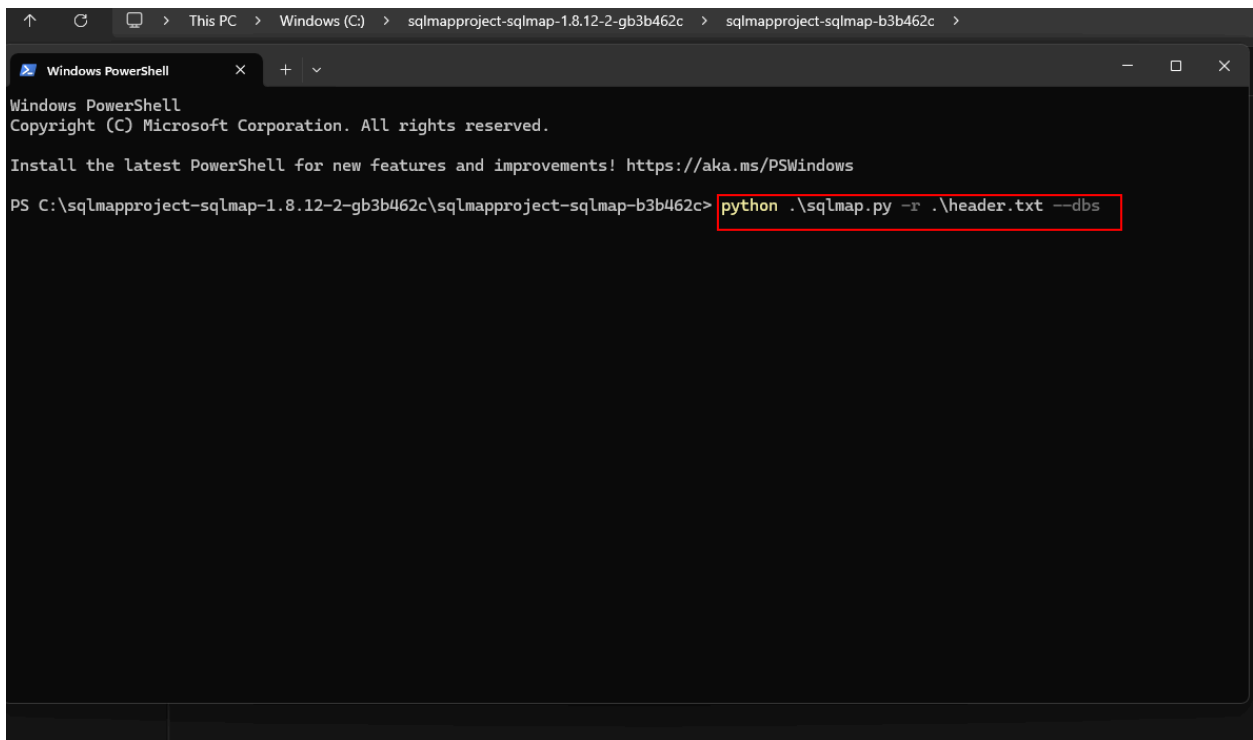 This PC > Windows (C:) > sqlmapproject-sqlmap-1.8.12-2-gb3b462c > sqlmapproject-sqlmap-b3b462c >
Windows PowerShell
Windows PowerShell
Copyright (C) Microsoft Corporation. All rights reserved.
Install the latest PowerShell for new features and improvements! https://aka.ms/PSWindows
PS C:\sqlmapproject-sqlmap-1.8.12-2-gb3b462c\sqlmapproject-sqlmap-b3b462c> python .\sqlmap.py -r .\header.txt --dbs